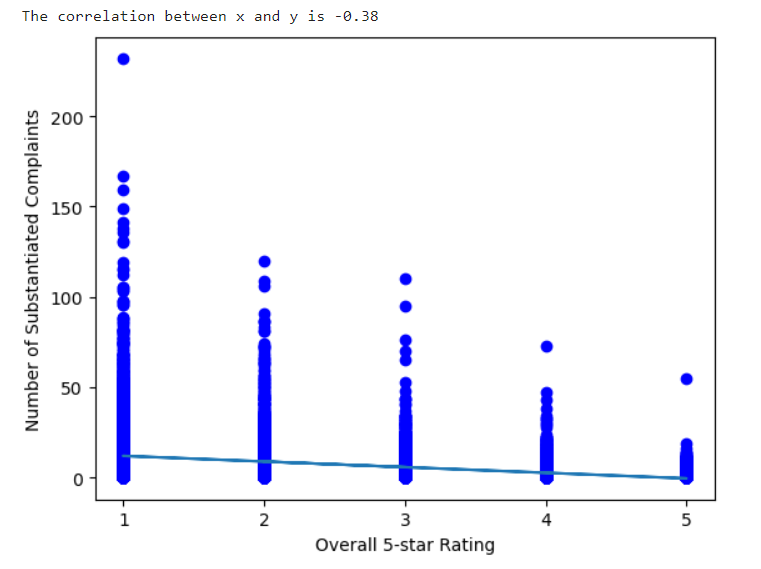 The correlation between x and y is -0.38
200
150
100
50
0
Number of Substantiated Complaints
1 2 3 4 5
Overall 5-star Rating